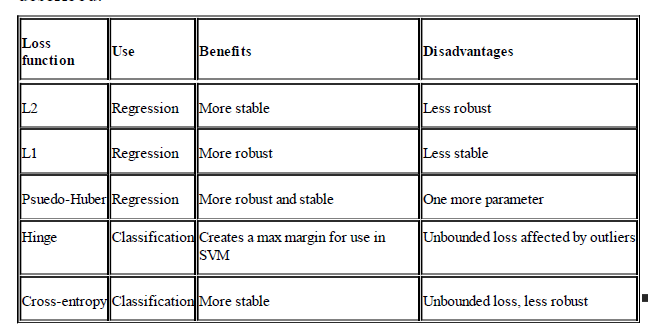 Loss function Use Benefits Disadvantages
L2 Regression More stable Less robust
L1 Regression More robust Less stable
Psuedo-Huber Regression More robust and stable One more parameter
Hinge Classification Creates a max margin for use in SVM Unbounded loss affected by outliers
Cross-entropy Classification More stable Unbounded loss, less robust